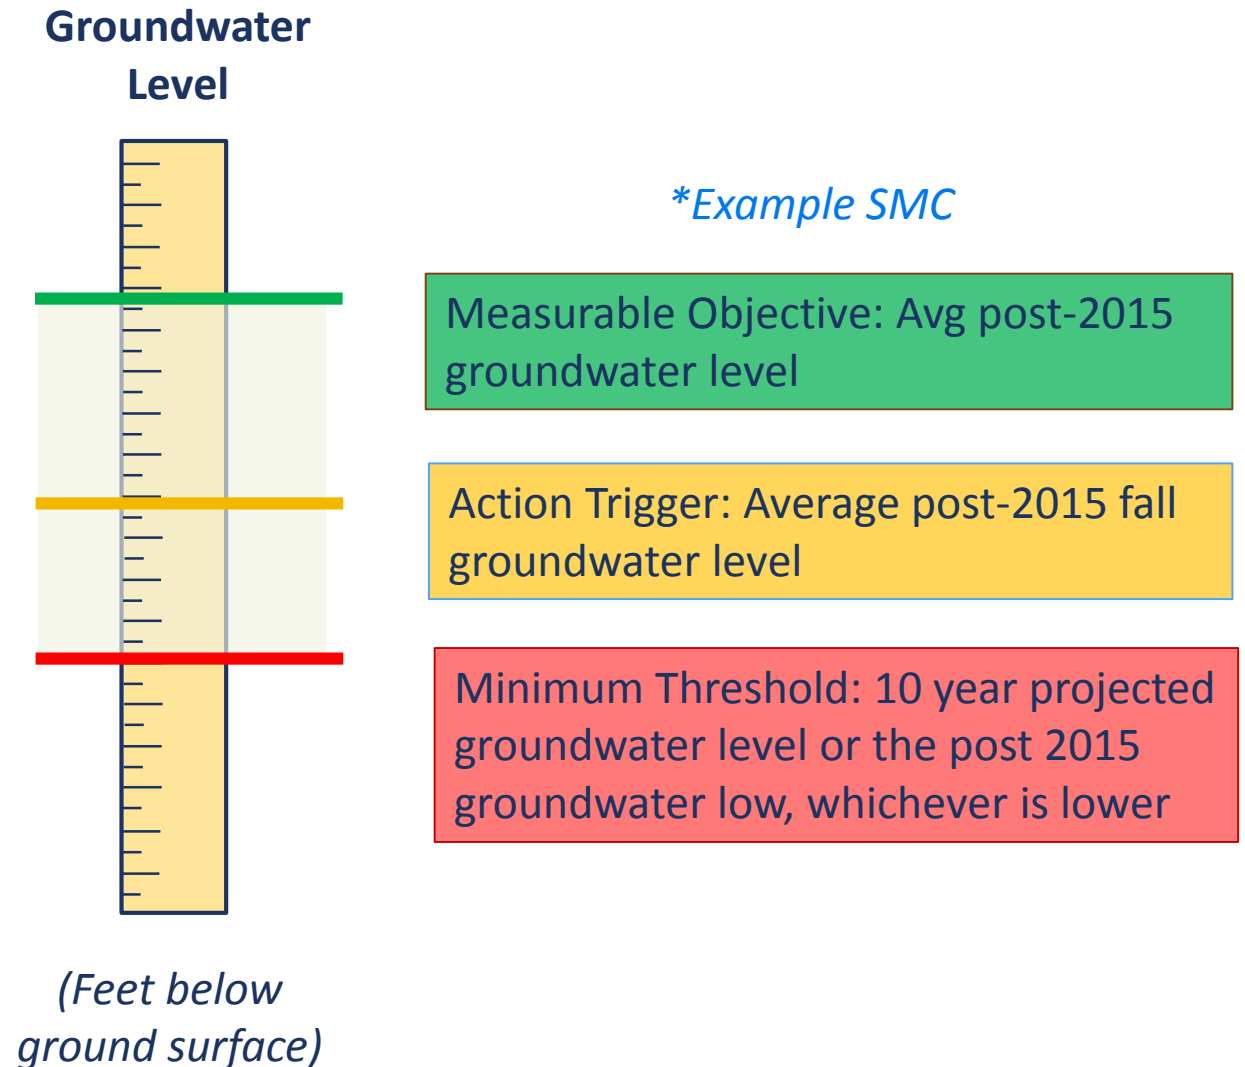 Groundwater
Level
*Example SMC
Measurable Objective: Avg post-2015
groundwater level
Action Trigger: Average post-2015 fall
groundwater level
Minimum Threshold: 10 year projected
groundwater level or the post 2015
groundwater low, whichever is lower
(Feet below
ground surface)